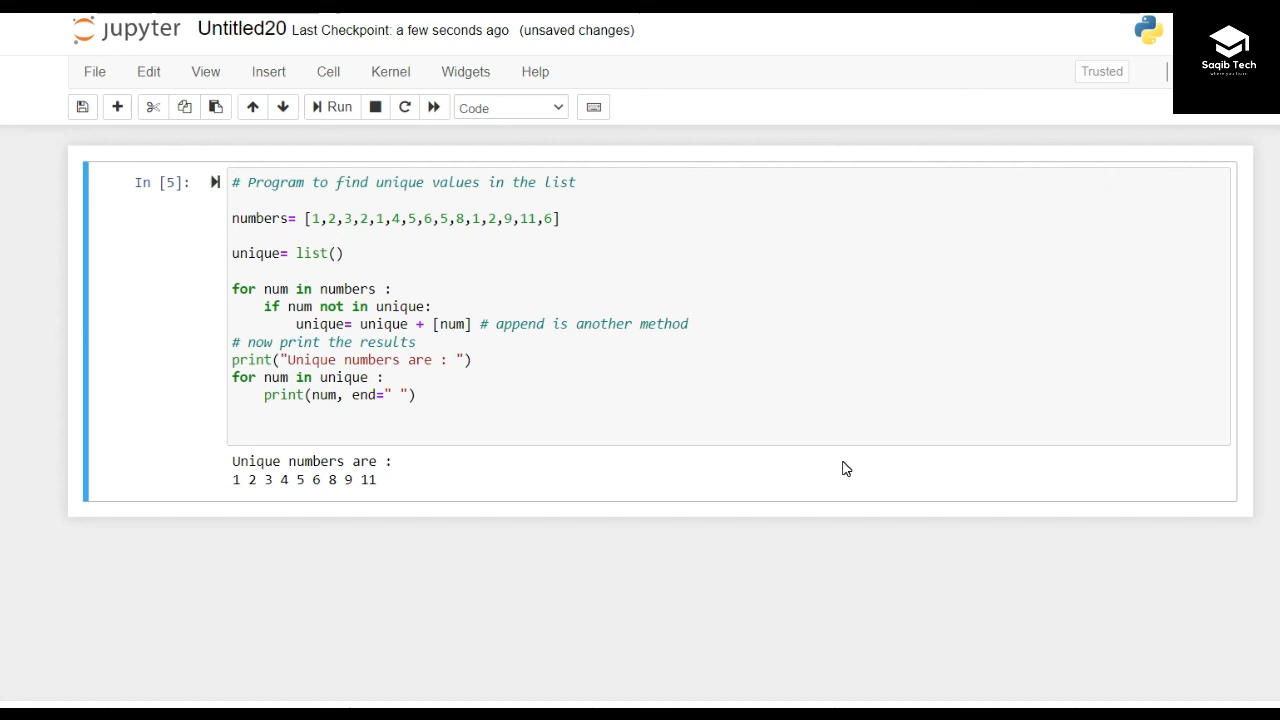 jupyter Untitled20 Last Checkpoint: a few seconds ago (unsaved changes)
Saqib Tech
where you learn
File Edit View Insert Cell Kernel Widgets Help Trusted
Run Code
In [5]: # Program to find unique values in the list
numbers= [1,2,3,2,1,4,5,6,5,8,1,2,9,11,6]
unique= list()
for num in numbers :
    if num not in unique:
        unique= unique + [num] # append is another method
# now print the results
print("Unique numbers are : ")
for num in unique :
    print(num, end=" ")
Unique numbers are :
1 2 3 4 5 6 8 9 11